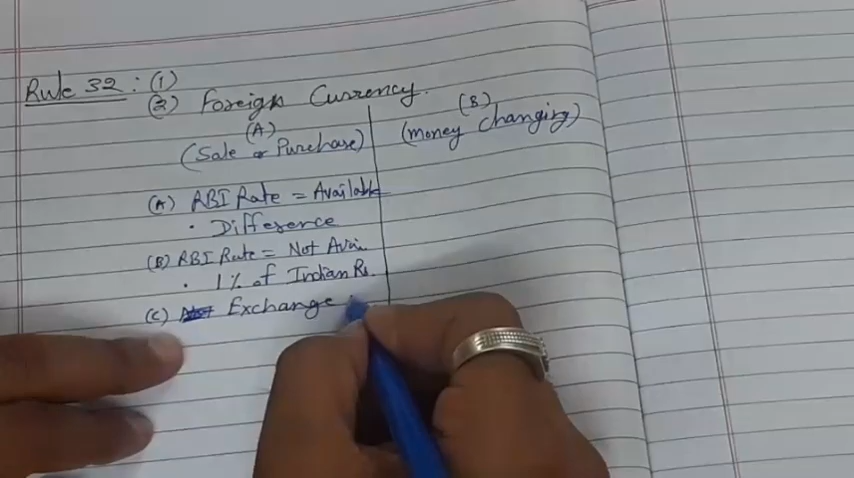 Rule 32 : (1)
(2) Foreign Currency.
(A)
(Sale or Purchase)
(B)
(Money Changing)
(A) RBI Rate = Available
• Difference
(B) RBI Rate = Not Avai
• 1% of Indian Rs.
(C) Exchange